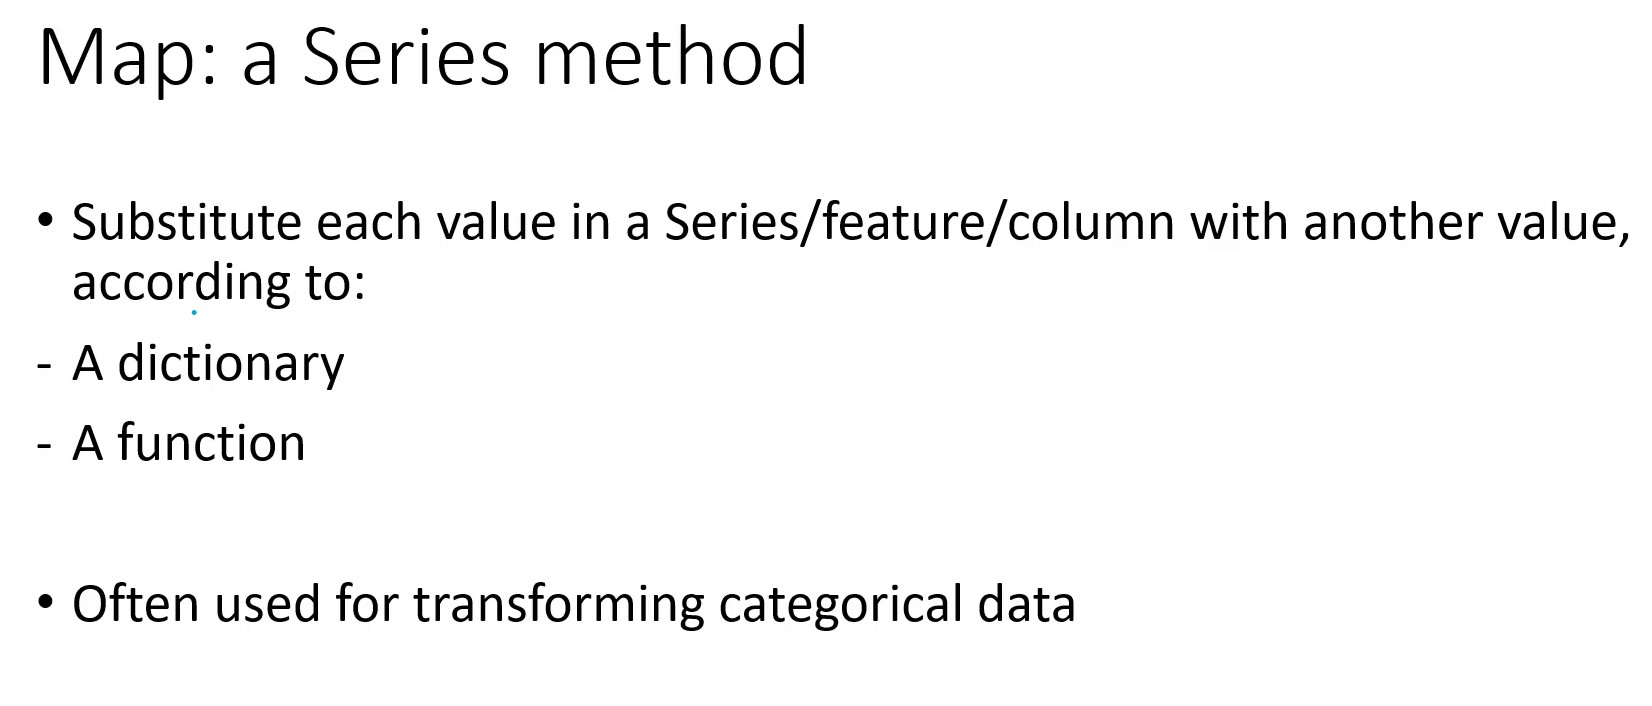 Map: a Series method
• Substitute each value in a Series/feature/column with another value,
according to:
- A dictionary
- A function
• Often used for transforming categorical data